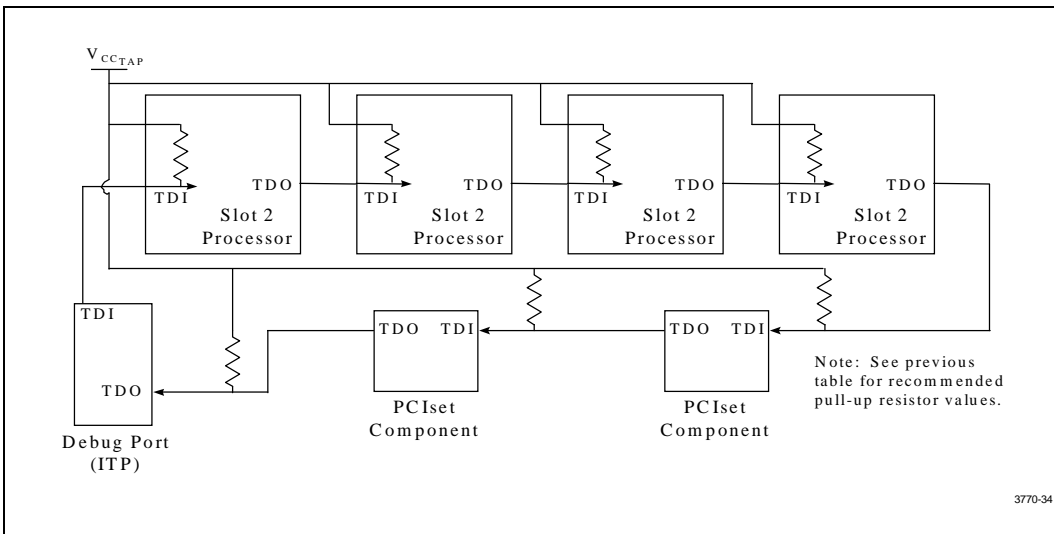 VCCTAP
TDO
TDI
Slot 2
Processor
TDO
TDI
Slot 2
Processor
TDO
TDI
Slot 2
Processor
TDO
TDI
Slot 2
Processor
TDI
TDO
Debug Port
(ITP)
TDO TDI
PCIset
Component
TDO TDI
PCIset
Component
Note: See previous
table for recommended
pull-up resistor values.
3770-34